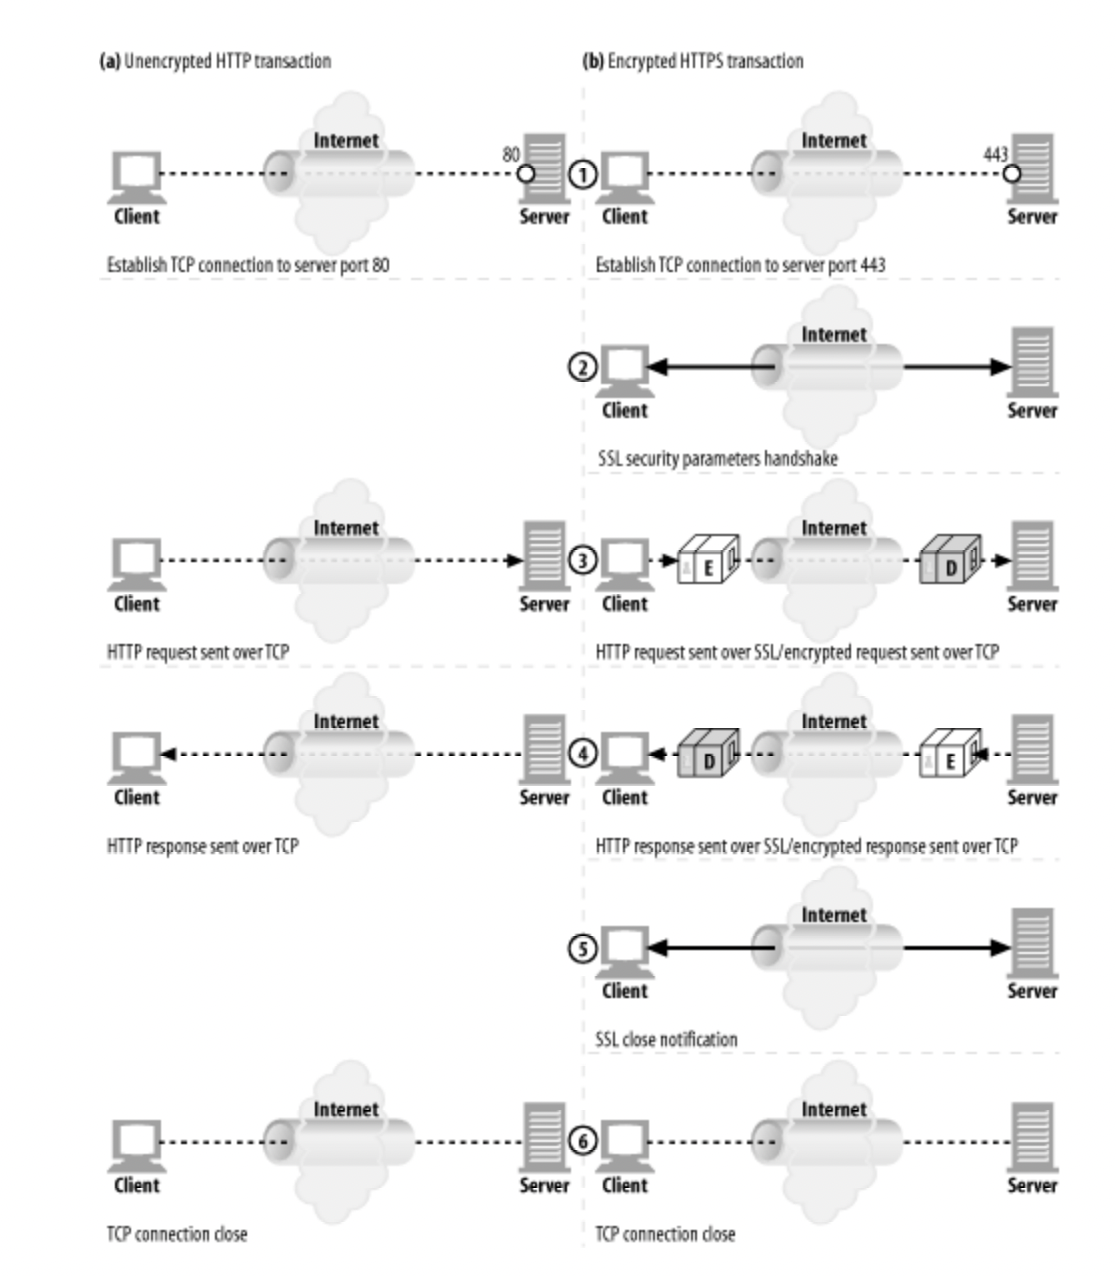 (a) Unencrypted HTTP transaction
(b) Encrypted HTTPS transaction
Internet
80
Client
Server
Establish TCP connection to server port 80
1
Internet
443
Client
Server
Establish TCP connection to server port 443
2
Internet
Client
Server
SSL security parameters handshake
Internet
Client
Server
HTTP request sent over TCP
3
Internet
E
D
Client
Server
HTTP request sent over SSL/encrypted request sent over TCP
Internet
Client
Server
HTTP response sent over TCP
4
Internet
D
E
Client
Server
HTTP response sent over SSL/encrypted response sent over TCP
5
Internet
Client
Server
SSL close notification
Internet
Client
Server
TCP connection close
6
Internet
Client
Server
TCP connection close